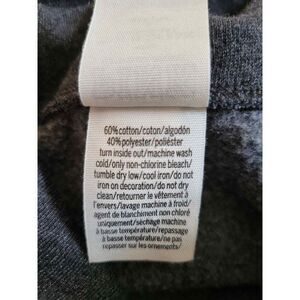 60% cotton/coton/algodón
40% polyester/poliéster
turn inside out/machine wash
cold/only non-chlorine bleach/
tumble dry low/cool iron/do not
iron on decoration/do not dry
clean/retourner le vêtement à
l'envers/lavage machine à froid/
agent de blanchiment non chloré
uniquement/séchage machine
à basse température/repassage
à basse température/ne pas
repasser sur les ornements/